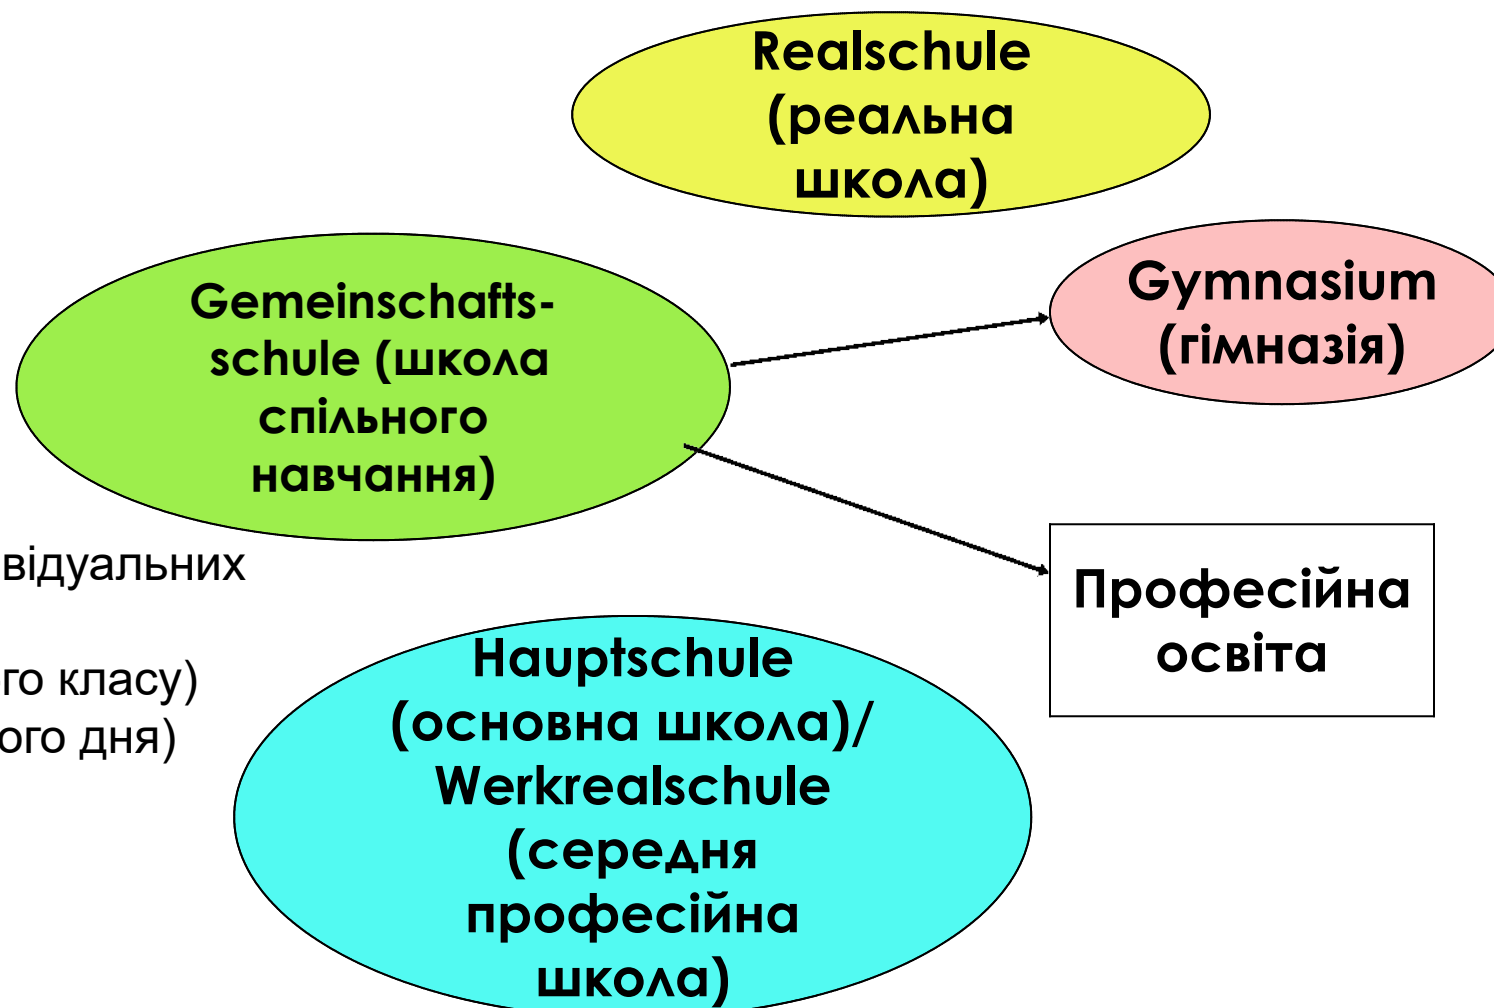 Realschule
(реальна
школа)
Gymnasium
(гімназія)
Gemeinschafts-
schule (школа
спільного
навчання)
відуальних
Професійна
освіта
го класу)
ого дня)
Hauptschule
(основна школа)/
Werkrealschule
(середня
професійна
школа)